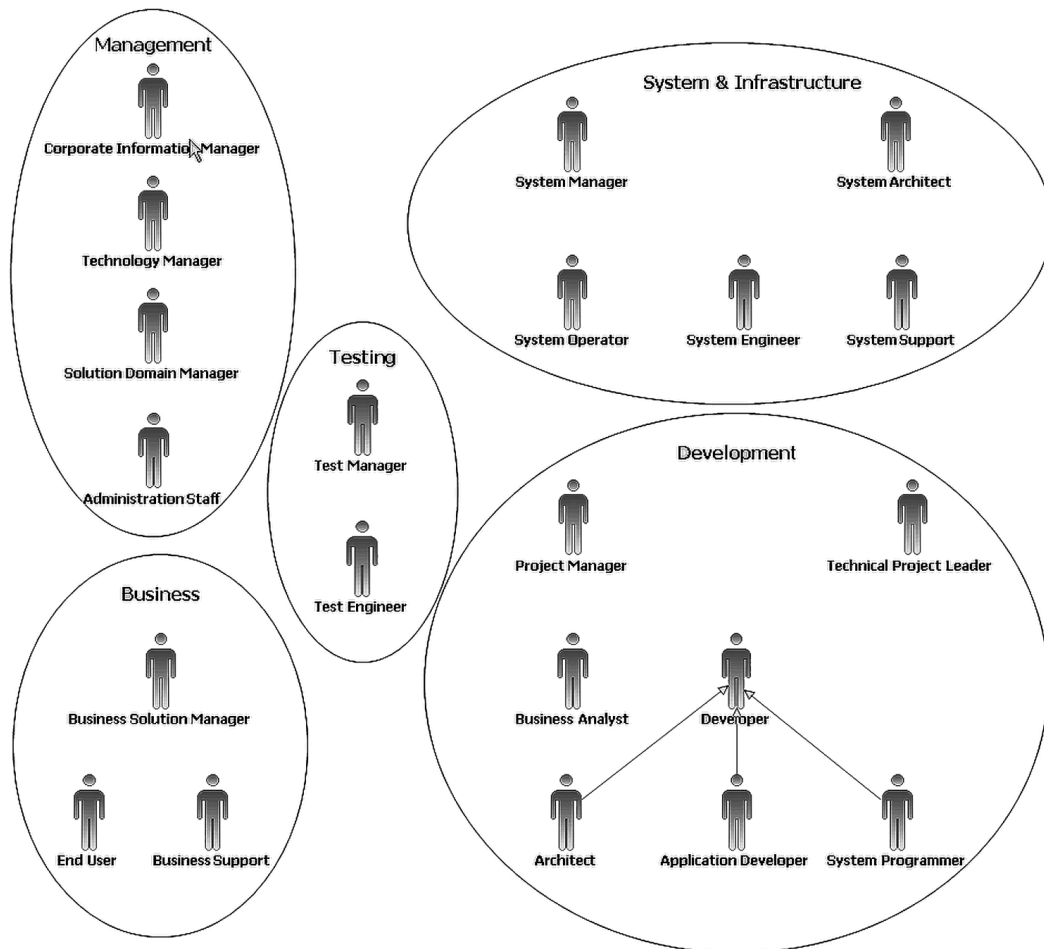 Management
Corporate Information Manager
Technology Manager
Solution Domain Manager
Administration Staff
System & Infrastructure
System Manager
System Architect
System Operator
System Engineer
System Support
Testing
Test Manager
Test Engineer
Business
Business Solution Manager
End User
Business Support
Development
Project Manager
Technical Project Leader
Business Analyst
Developer
Architect
Application Developer
System Programmer